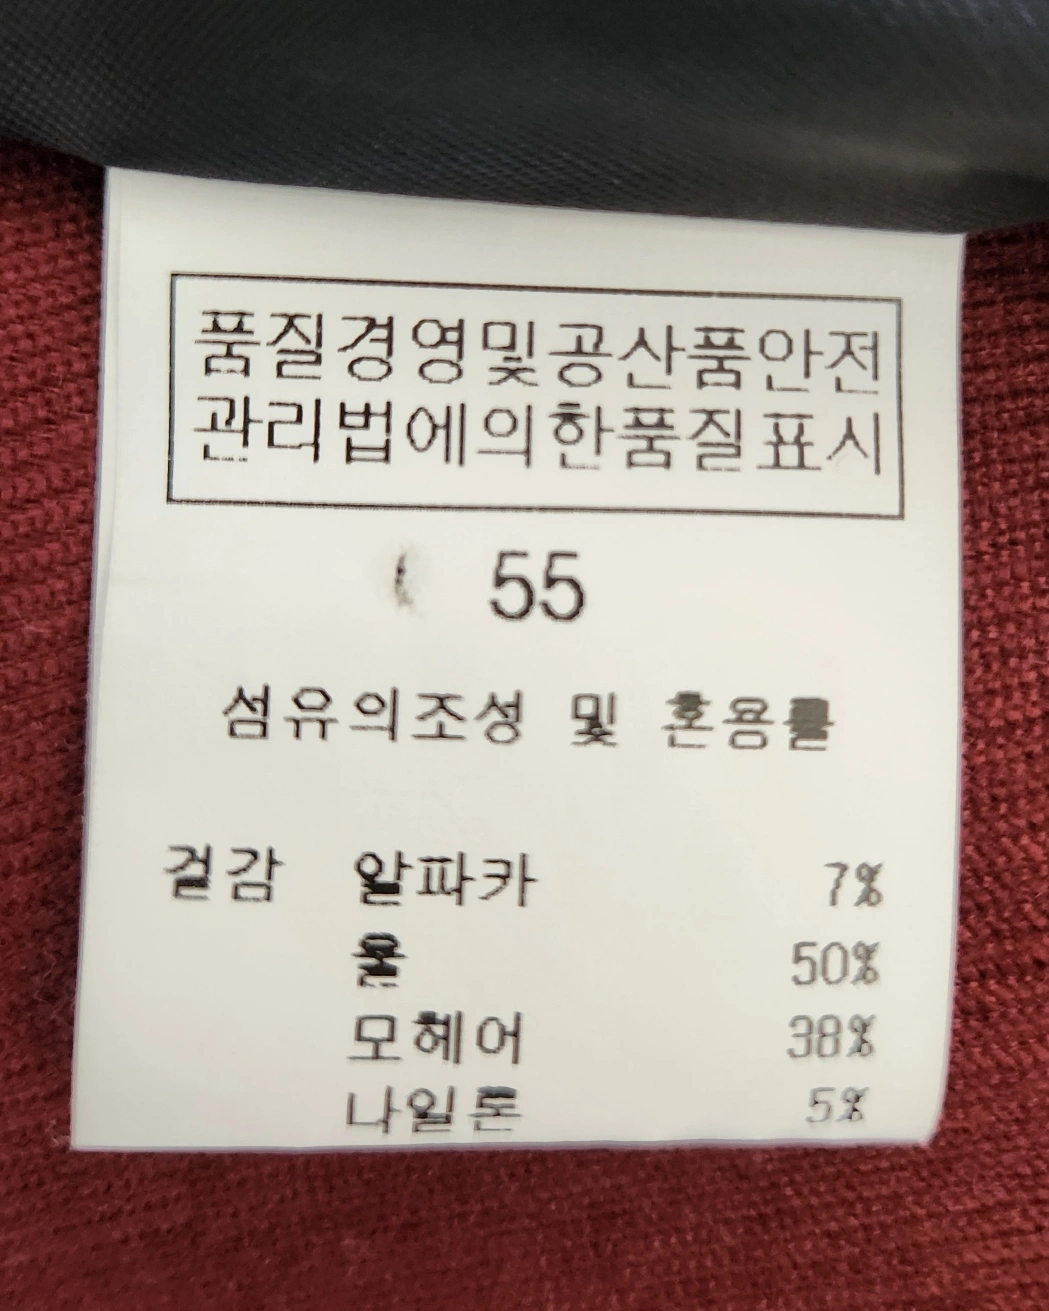 품질경영및공산품안전
관리법에의한품질표시
55
섬유의조성 및 혼용률
겉감 알파카 7%
울 50%
모헤어 38%
나일론 5%